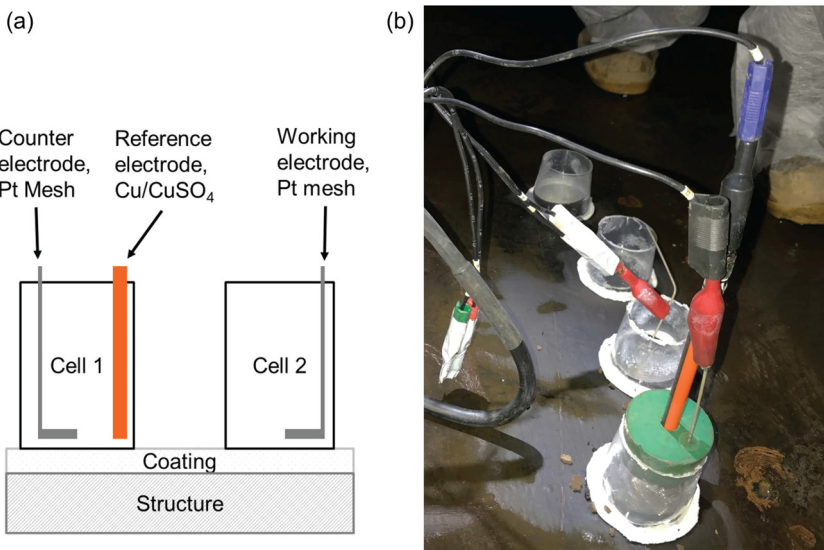 (a)
(b)
Counter
electrode,
Pt Mesh
Reference
electrode,
Cu/CuSO₄
Working
electrode,
Pt mesh
Cell 1
Cell 2
Coating
Structure